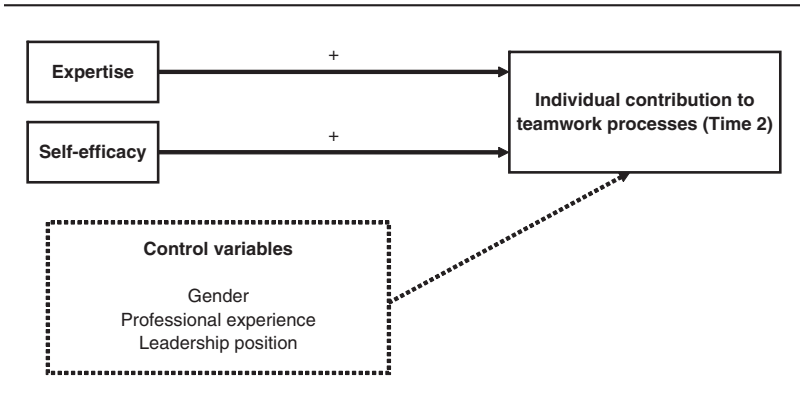 Expertise
+
Individual contribution to
teamwork processes (Time 2)
Self-efficacy
+
Control variables
Gender
Professional experience
Leadership position